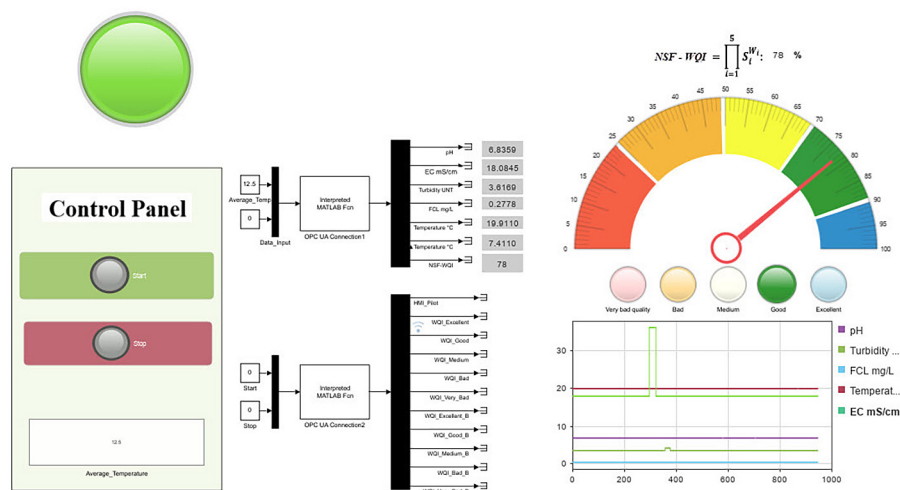 NSF - WQI = ∏ᵢ₌₁⁵ Sᵢ^Wᵢ: 78 %
Control Panel
Start
Stop
12.5
Average_Temperature
12.5
Average_Temp
0
Data_Input
Interpreted
MATLAB Fcn
OPC UA Connection1
pH
6.8359
EC mS/cm
18.0845
Turbidity UNT
3.6169
FCL mg/L
0.2778
Temperature °C
19.9110
Temperature °C
7.4110
NSF-WQI
78
0
Start
0
Stop
Interpreted
MATLAB Fcn
OPC UA Connection2
HMI_Pilot
WQI_Excellent
WQI_Good
WQI_Medium
WQI_Bad
WQI_Very_Bad
WQI_Excellent_B
WQI_Good_B
WQI_Medium_B
WQI_Bad_B
0
5
10
15
20
25
30
35
40
45
50
55
60
65
70
75
80
85
90
95
100
Very bad quality
Bad
Medium
Good
Excellent
30
20
10
0
0
200
400
600
800
1000
pH
Turbidity ...
FCL mg/L
Temperat...
EC mS/cm